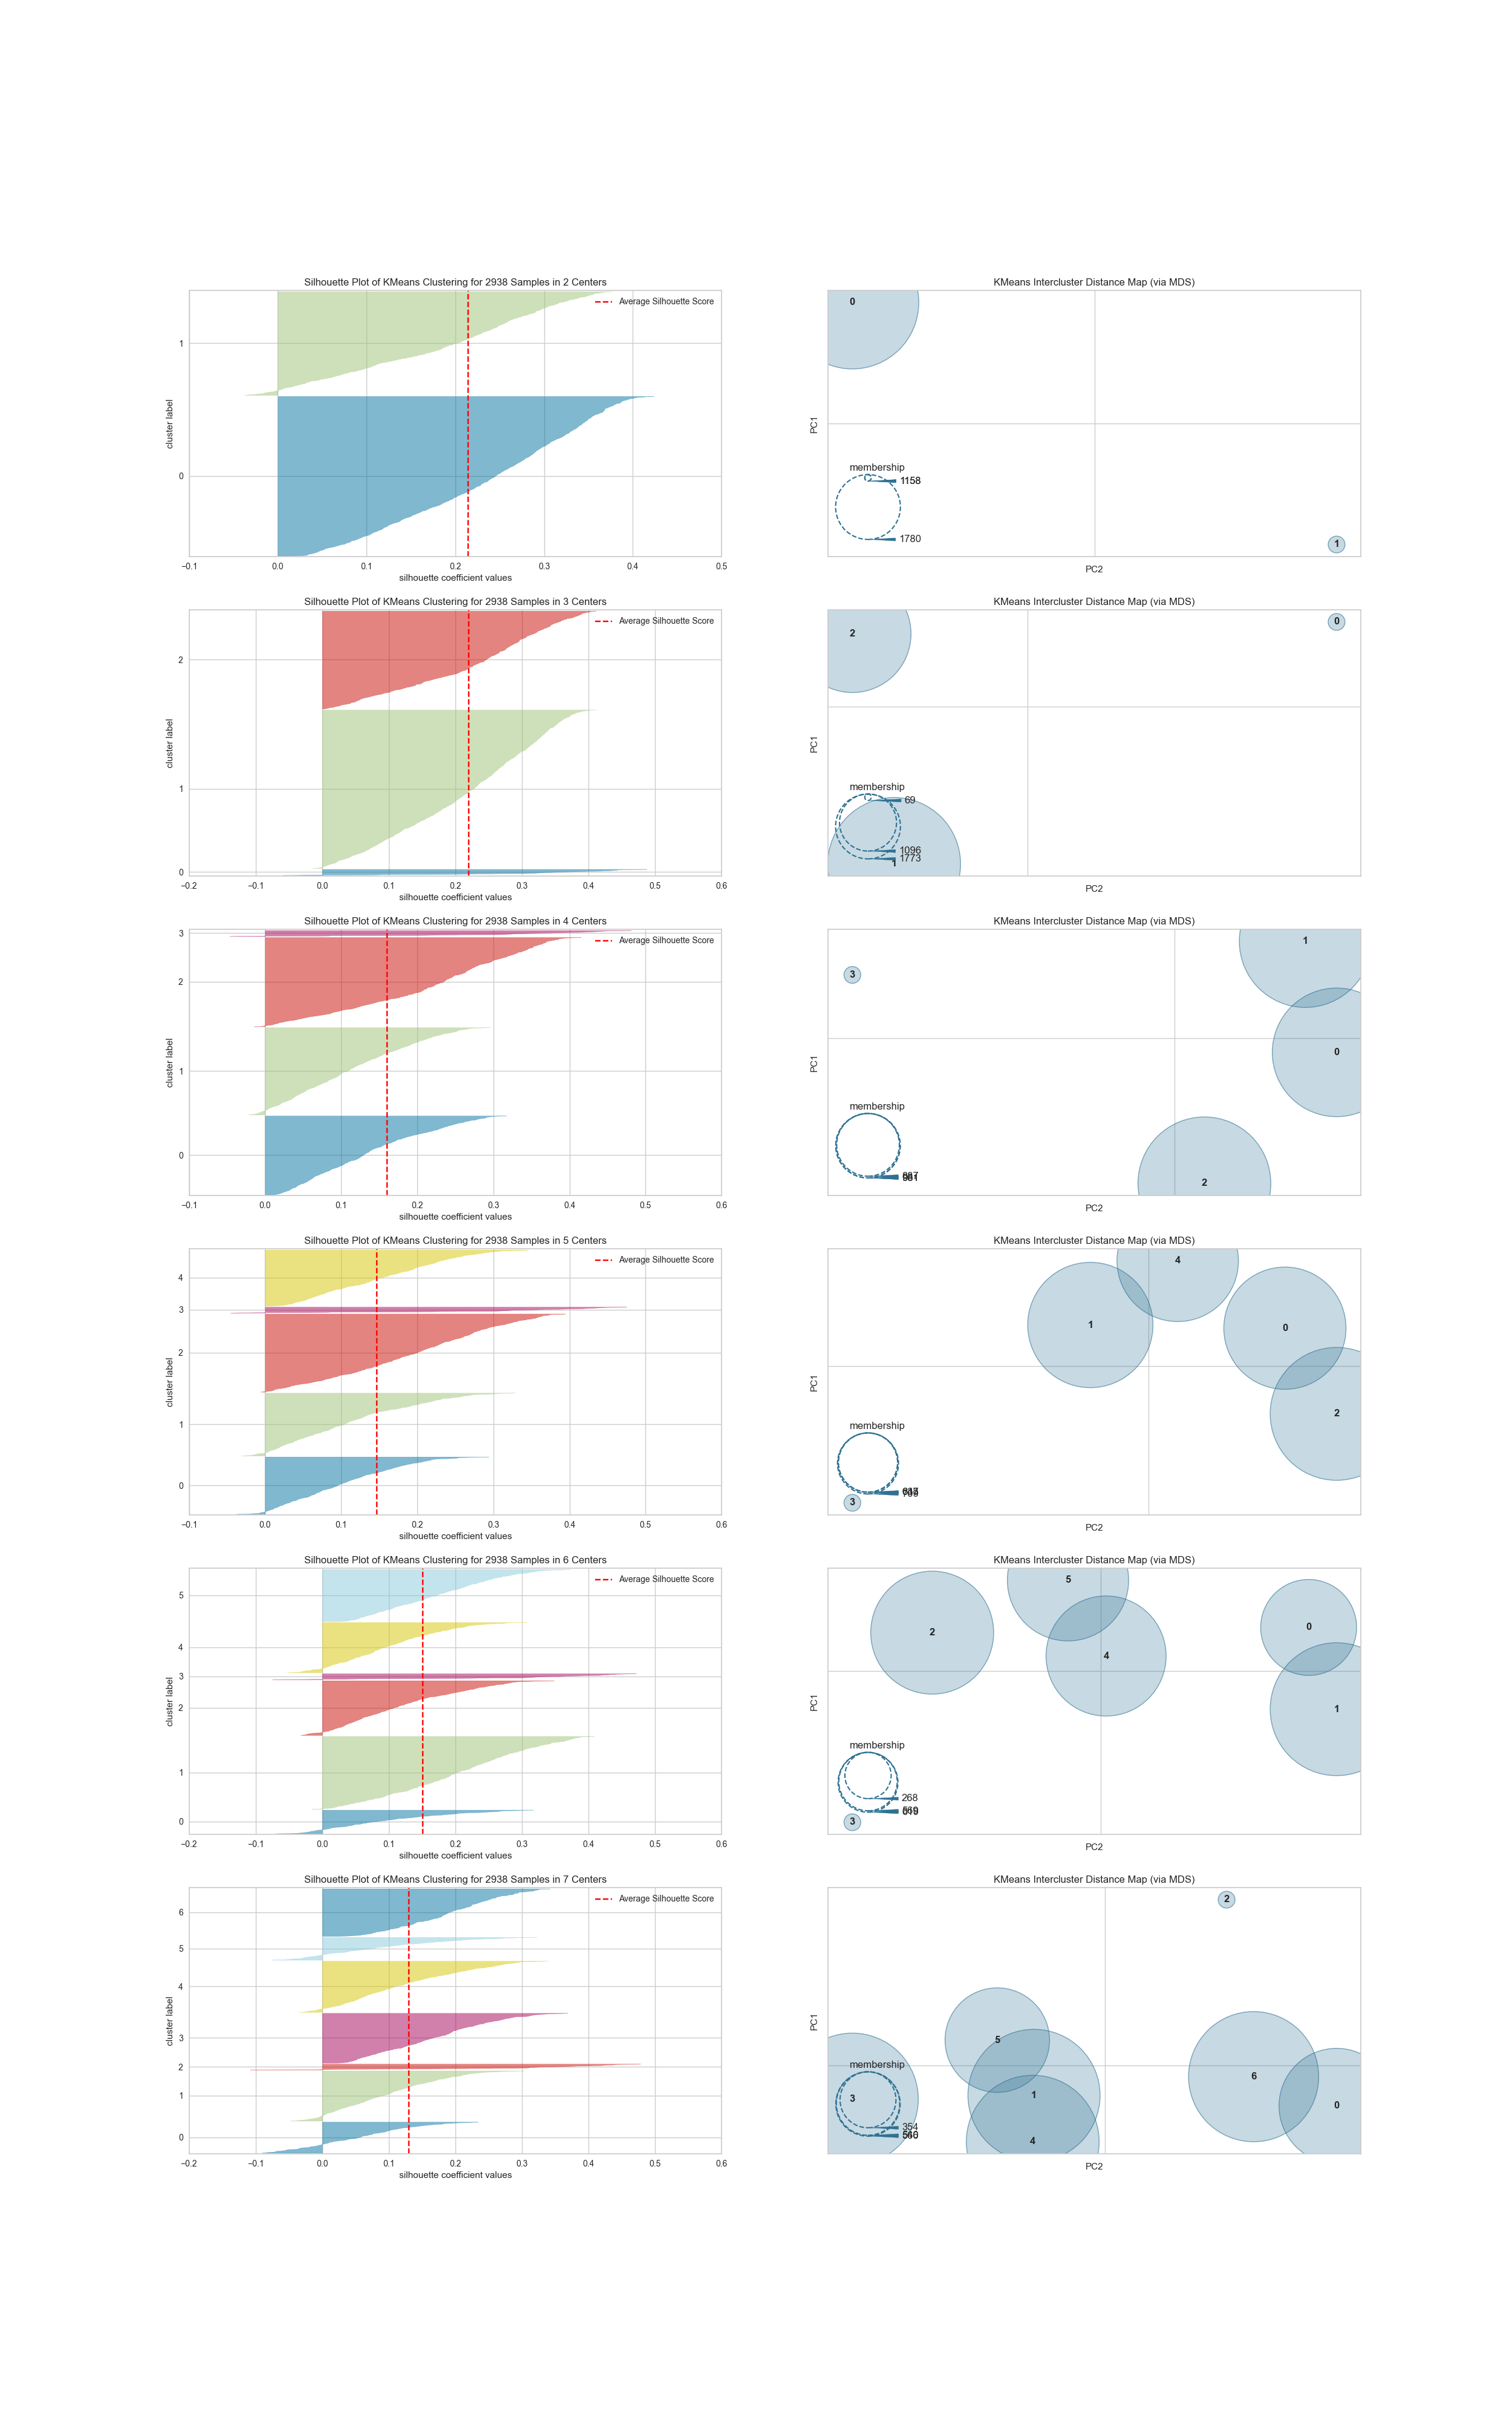 Silhouette Plot of KMeans Clustering for 2938 Samples in 2 Centers
Average Silhouette Score
1
0
cluster label
−0.1 0.0 0.1 0.2 0.3 0.4 0.5
silhouette coefficient values
KMeans Intercluster Distance Map (via MDS)
0
PC1
membership
1158
1780
1
PC2
Silhouette Plot of KMeans Clustering for 2938 Samples in 3 Centers
Average Silhouette Score
2
1
0
cluster label
−0.2 −0.1 0.0 0.1 0.2 0.3 0.4 0.5 0.6
silhouette coefficient values
KMeans Intercluster Distance Map (via MDS)
0
2
PC1
membership
69
1096
1773
1
PC2
Silhouette Plot of KMeans Clustering for 2938 Samples in 4 Centers
Average Silhouette Score
3
2
1
0
cluster label
−0.1 0.0 0.1 0.2 0.3 0.4 0.5 0.6
silhouette coefficient values
KMeans Intercluster Distance Map (via MDS)
1
3
0
PC1
membership
2
PC2
Silhouette Plot of KMeans Clustering for 2938 Samples in 5 Centers
Average Silhouette Score
4
3
2
1
0
cluster label
−0.1 0.0 0.1 0.2 0.3 0.4 0.5 0.6
silhouette coefficient values
KMeans Intercluster Distance Map (via MDS)
4
1
0
PC1
2
membership
3
PC2
Silhouette Plot of KMeans Clustering for 2938 Samples in 6 Centers
Average Silhouette Score
5
4
3
2
1
0
cluster label
−0.2 −0.1 0.0 0.1 0.2 0.3 0.4 0.5 0.6
silhouette coefficient values
KMeans Intercluster Distance Map (via MDS)
5
0
2
4
PC1
1
membership
268
3
PC2
Silhouette Plot of KMeans Clustering for 2938 Samples in 7 Centers
Average Silhouette Score
6
5
4
3
2
1
0
cluster label
−0.2 −0.1 0.0 0.1 0.2 0.3 0.4 0.5 0.6
silhouette coefficient values
KMeans Intercluster Distance Map (via MDS)
2
PC1
5
membership
6
1
3
0
354
4
PC2